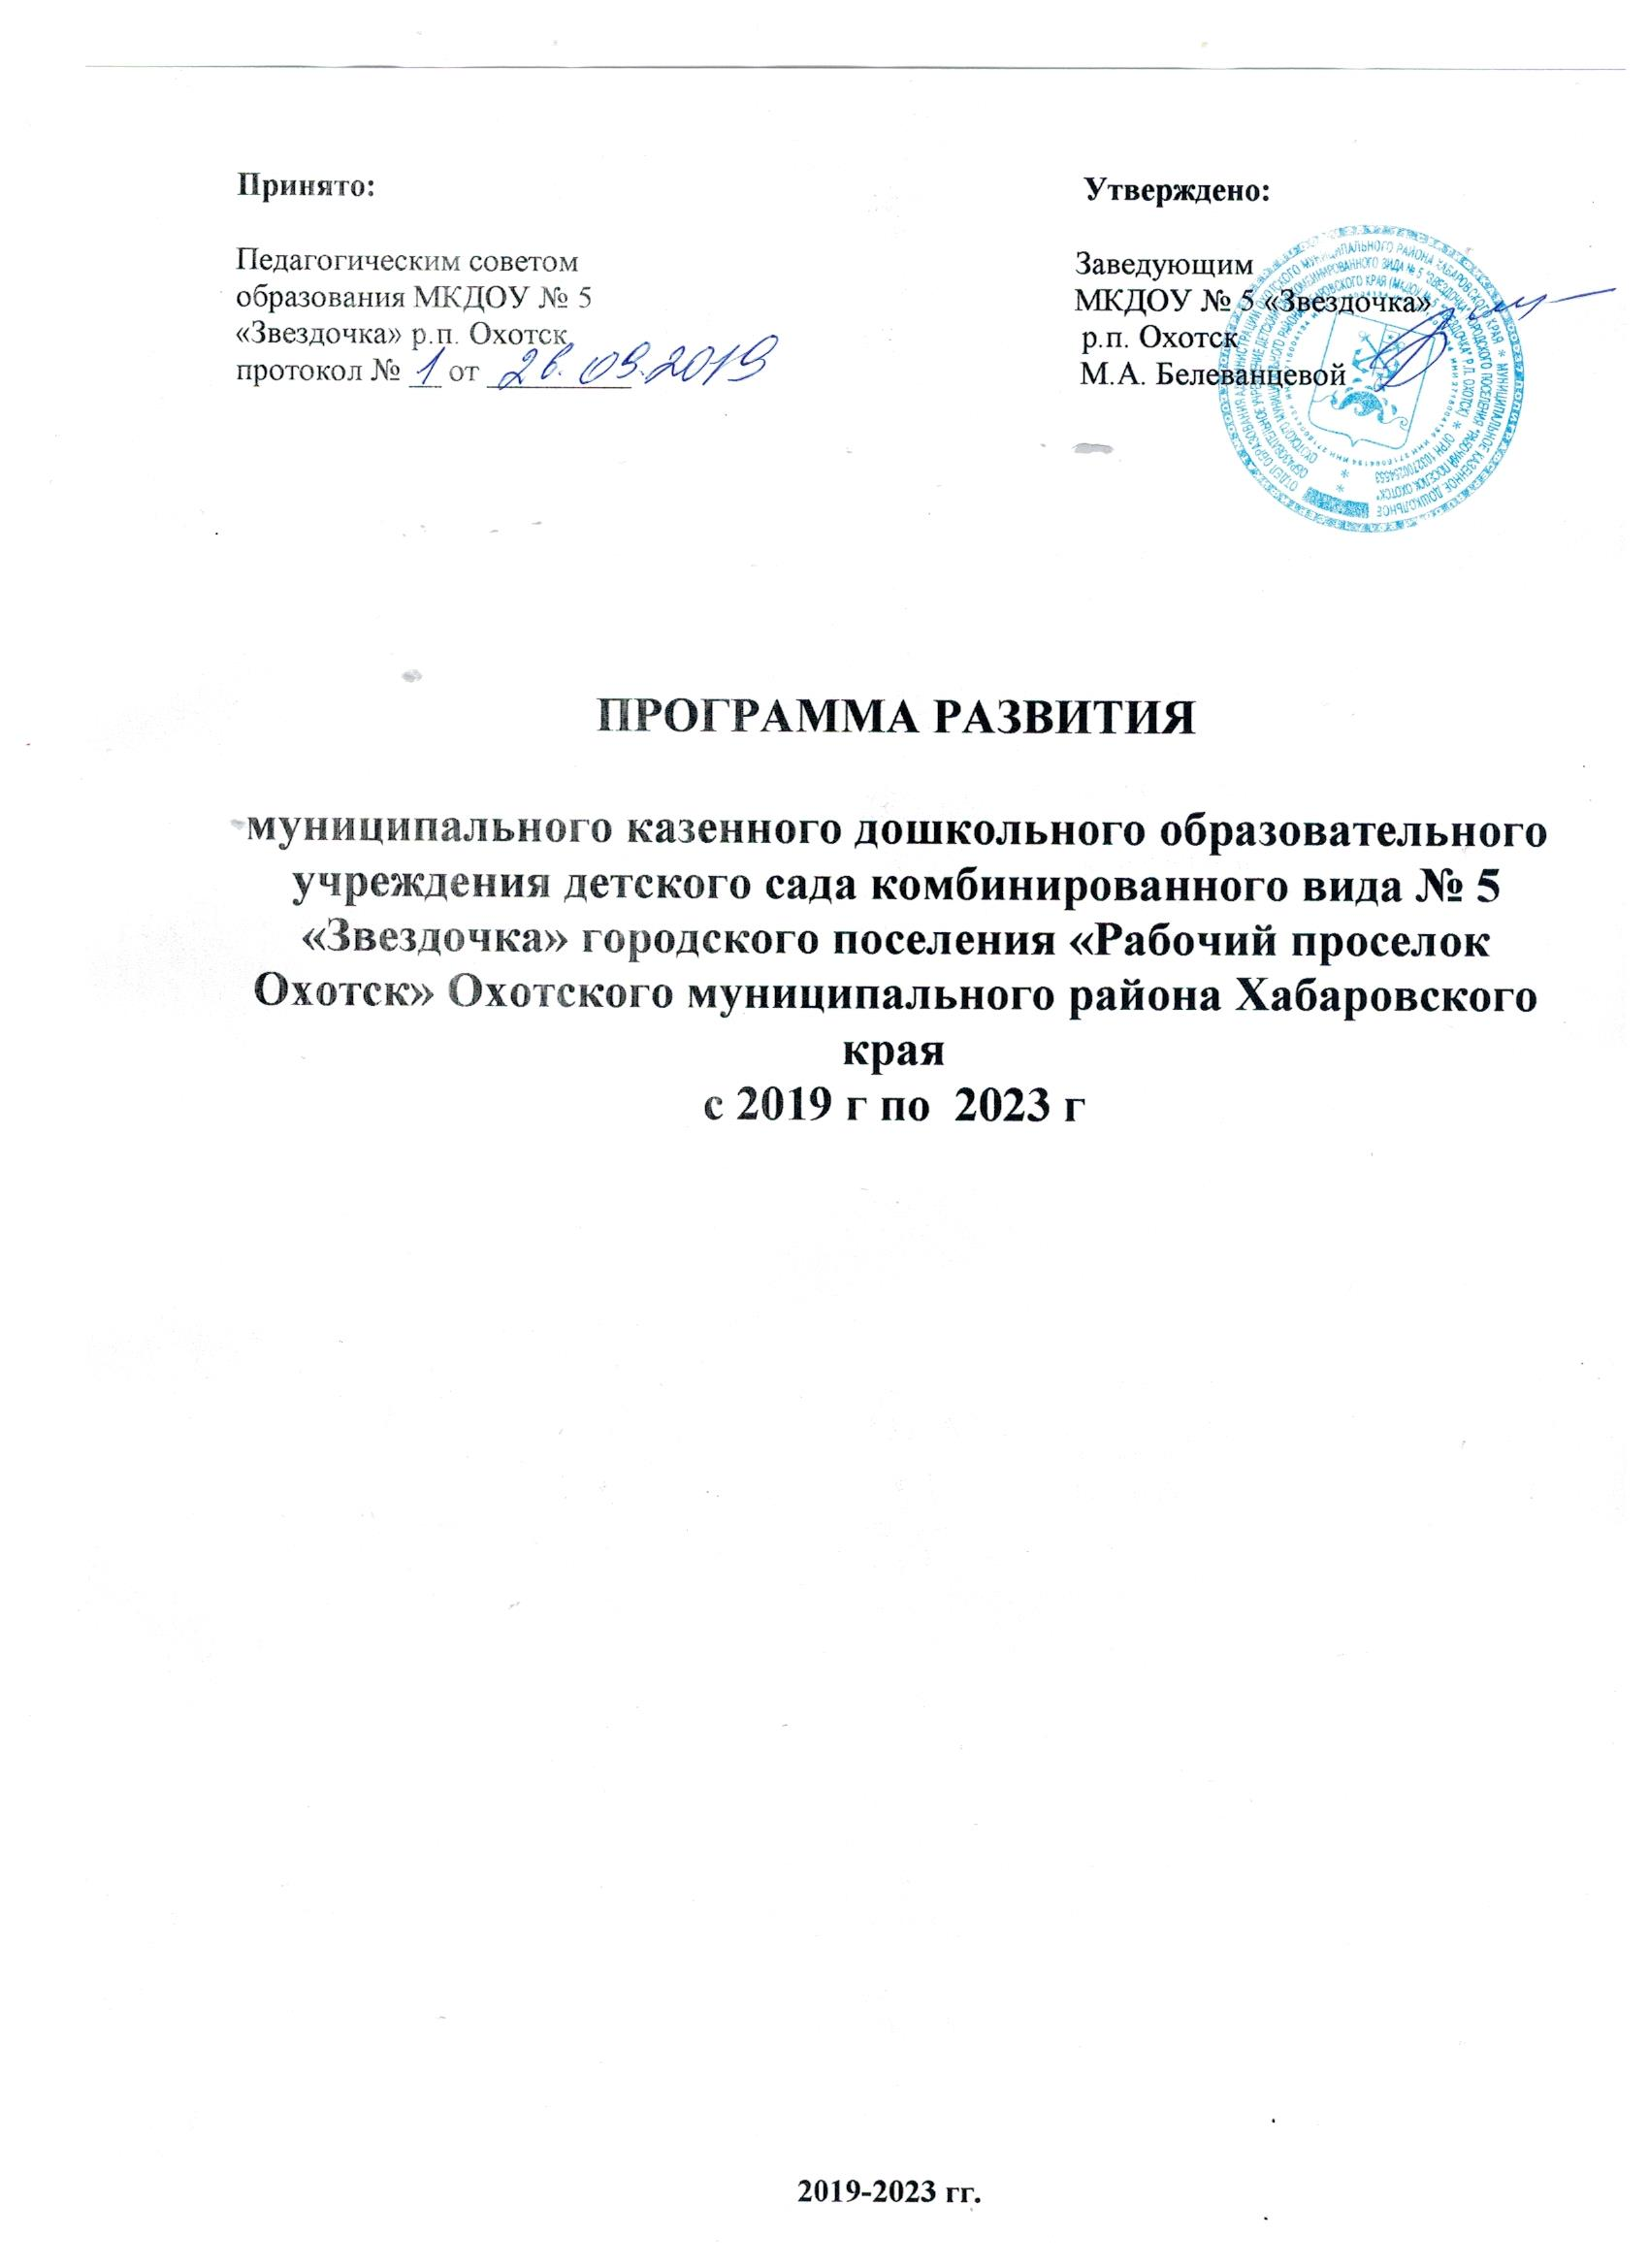 Принято:
Педагогическим советом
образования МКДОУ № 5
«Звездочка» р.п. Охотск
протокол № 1 от 26.09.2019
Утверждено:
Заведующим
МКДОУ № 5 «Звездочка»
р.п. Охотск
М.А. Белеванцевой
ПРОГРАММА РАЗВИТИЯ
муниципального казенного дошкольного образовательного
учреждения детского сада комбинированного вида № 5
«Звездочка» городского поселения «Рабочий проселок
Охотск» Охотского муниципального района Хабаровского
края
с 2019 г по 2023 г
2019-2023 гг.